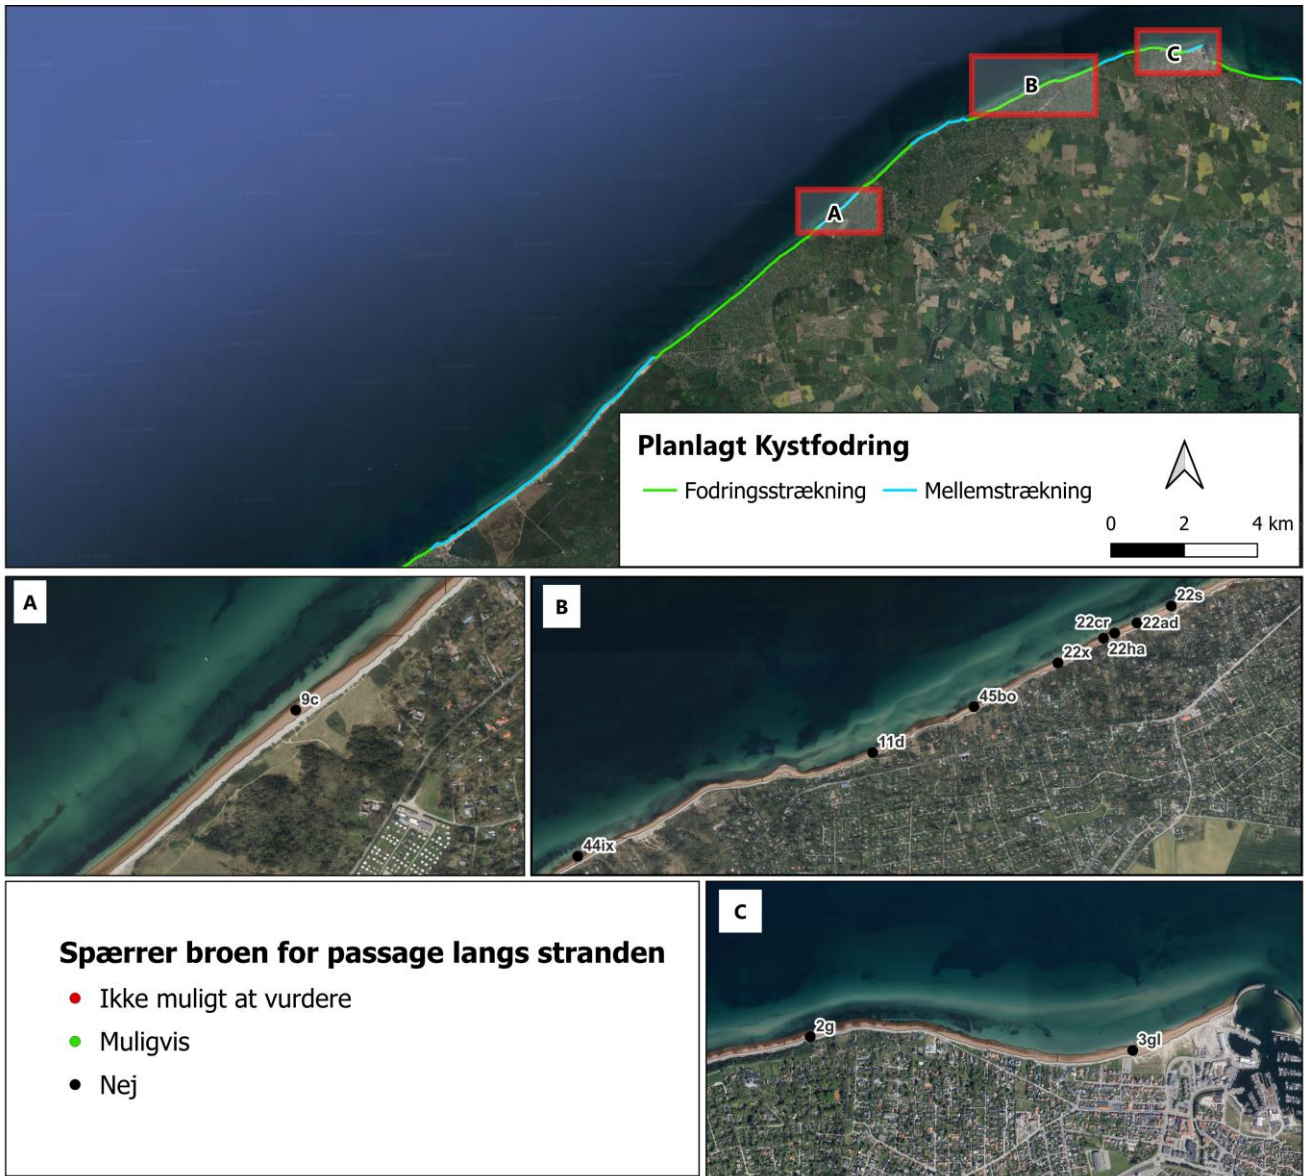 C
B
A
Planlagt Kystfodring
Fodringsstrækning
Mellemstrækning
0 2 4 km
A
9c
B
22s
22cr
22ad
22ha
22x
45bo
11d
44ix
Spærrer broen for passage langs stranden
Ikke muligt at vurdere
Muligvis
Nej
C
2g
3gl